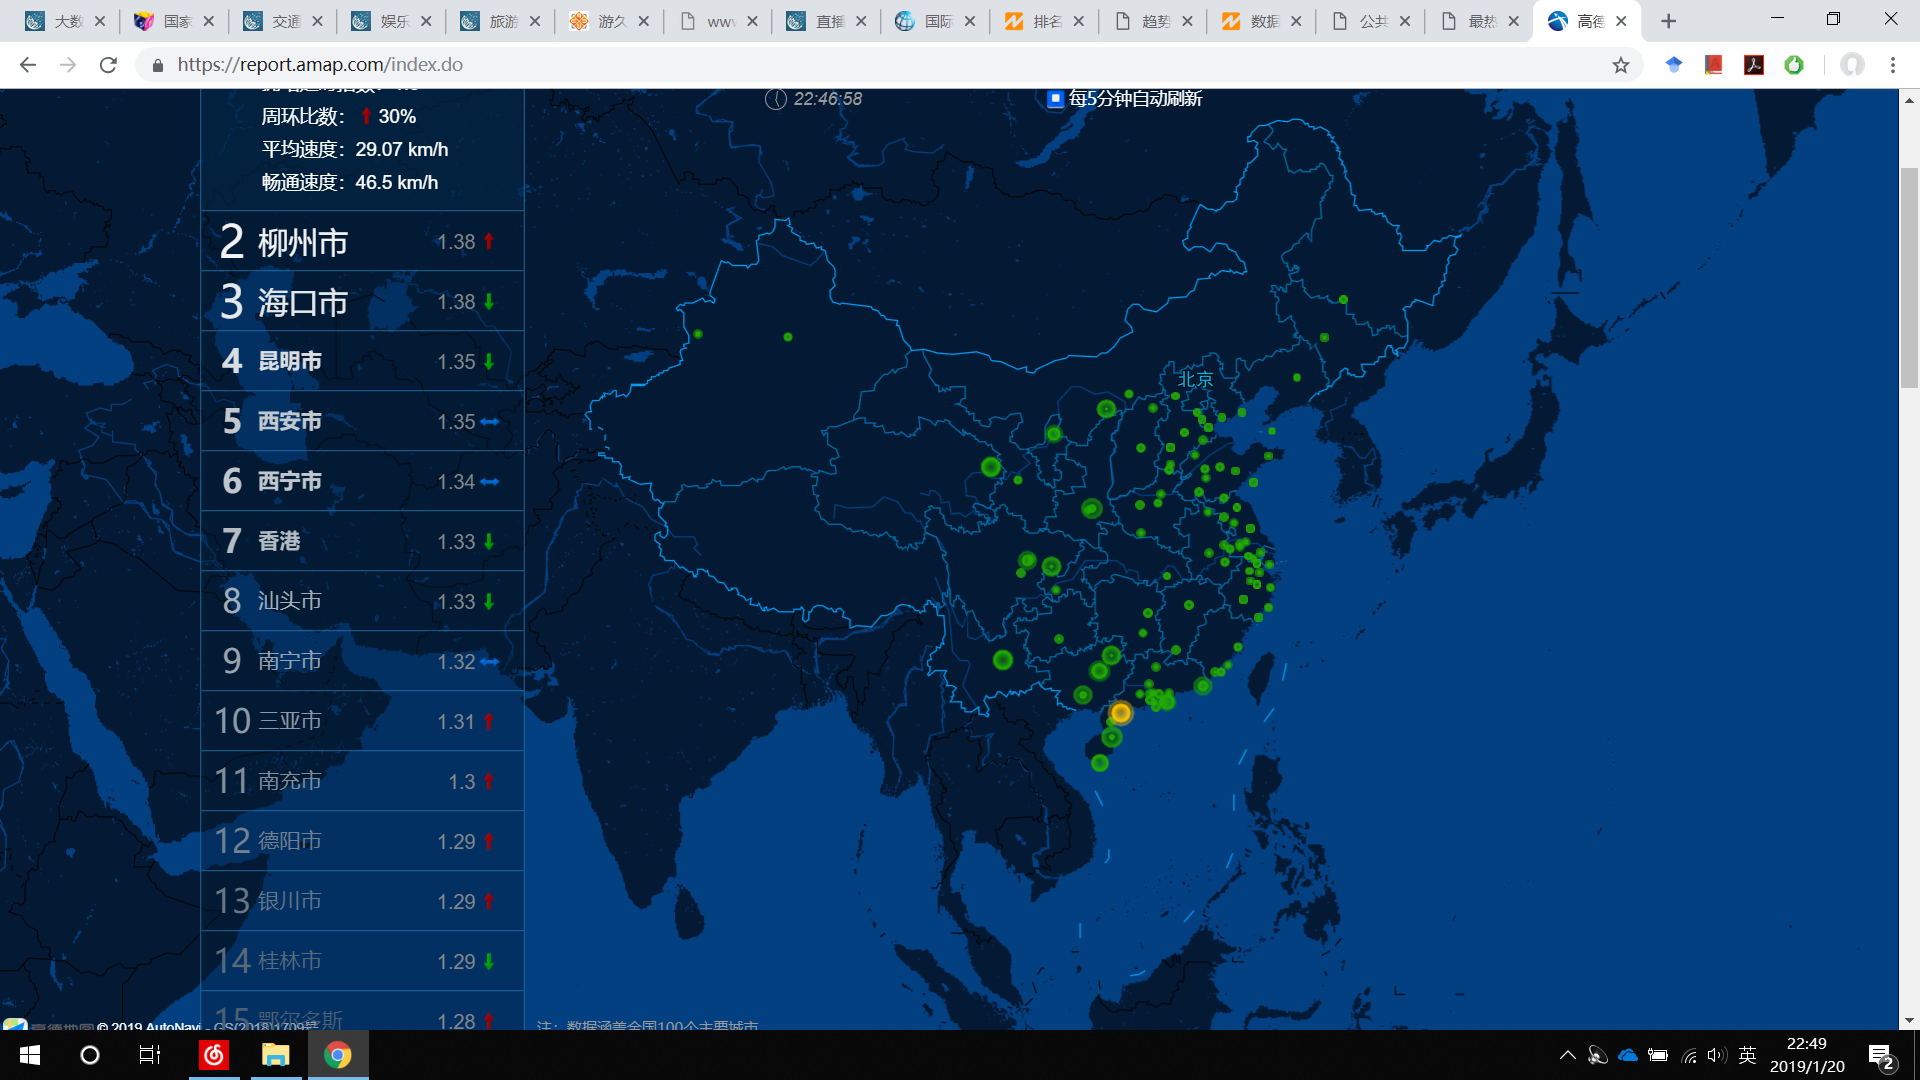 大数
国家
交通
娱乐
旅游
游久
www
直播
国际
排名
趋势
数据
公共
最热
高德
https://report.amap.com/index.do
22:46:58
每5分钟自动刷新
周环比数： 30%
平均速度：29.07 km/h
畅通速度：46.5 km/h
2 柳州市 1.38
3 海口市 1.38
4 昆明市 1.35
5 西安市 1.35
6 西宁市 1.34
7 香港 1.33
8 汕头市 1.33
9 南宁市 1.32
10 三亚市 1.31
11 南充市 1.3
12 德阳市 1.29
13 银川市 1.29
14 桂林市 1.29
15 鄂尔多斯 1.28
北京
高德地图 © 2019 AutoNavi - GS(2018)1709号
注：数据涵盖全国100个主要城市
英
22:49
2019/1/20
2